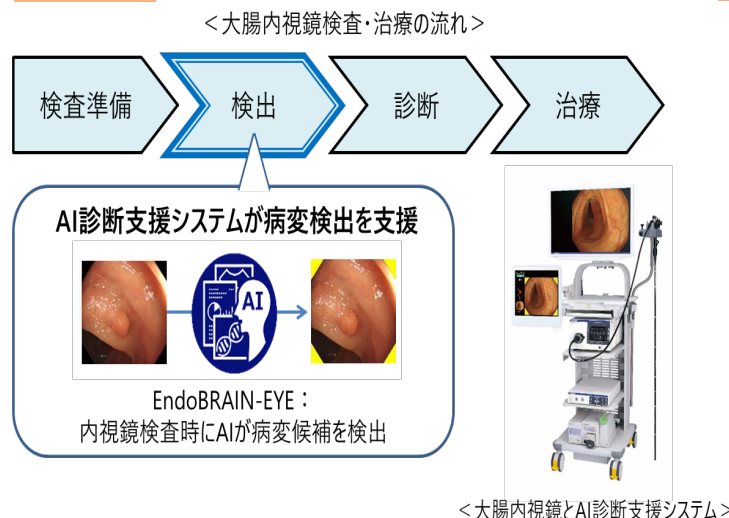 <大腸内視鏡検査・治療の流れ>
検査準備
検出
診断
治療
AI診断支援システムが病変検出を支援
AI
EndoBRAIN-EYE:
内視鏡検査時にAIが病変候補を検出
<大腸内視鏡とAI診断支援システム>